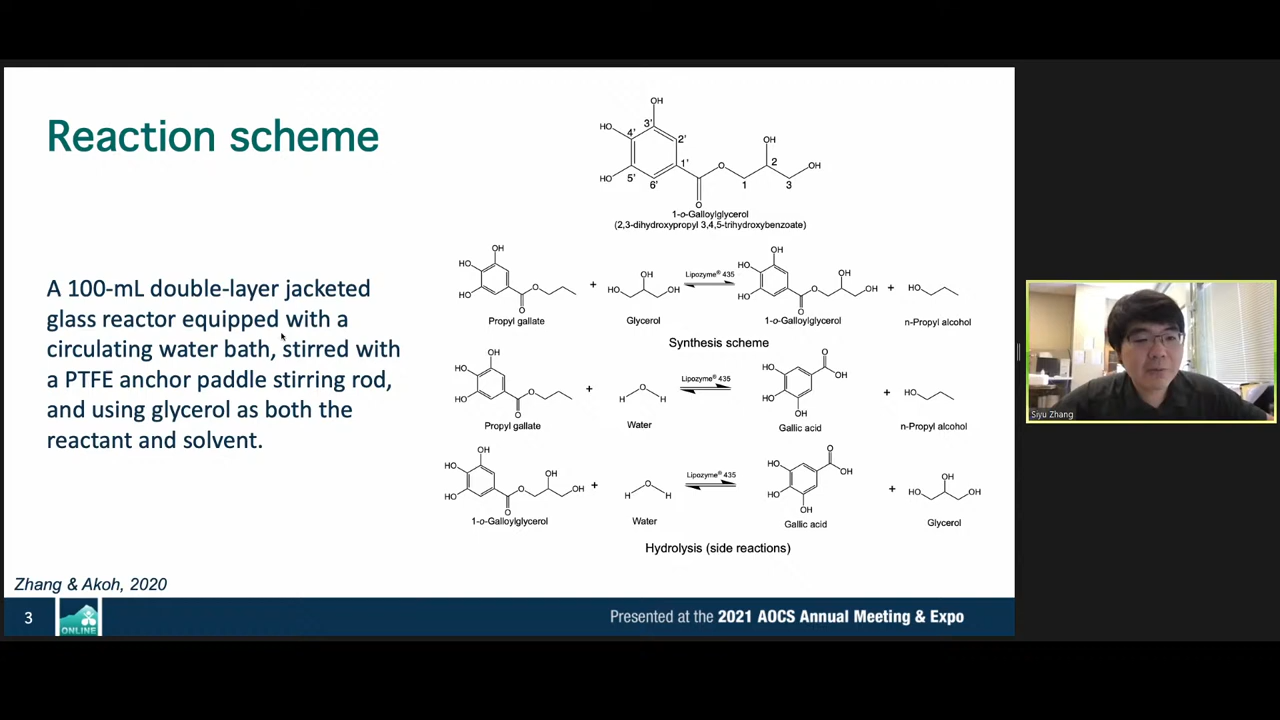 Reaction scheme
A 100-mL double-layer jacketed
glass reactor equipped with a
circulating water bath, stirred with
a PTFE anchor paddle stirring rod,
and using glycerol as both the
reactant and solvent.
OH
HO
3'
4'
2'
OH
1'
O
2
OH
HO
5'
6'
1
3
O
1-o-Galloylglycerol
(2,3-dihydroxypropyl 3,4,5-trihydroxybenzoate)
OH
HO
HO
O
O
Propyl gallate
+
OH
HO
OH
Glycerol
Lipozyme® 435
OH
HO
HO
O
O
OH
OH
1-o-Galloylglycerol
+
HO
n-Propyl alcohol
Synthesis scheme
OH
HO
HO
O
O
Propyl gallate
+
O
H
H
Water
Lipozyme® 435
O
OH
HO
HO
OH
Gallic acid
+
HO
n-Propyl alcohol
OH
HO
HO
O
O
OH
OH
1-o-Galloylglycerol
+
O
H
H
Water
Lipozyme® 435
O
OH
HO
HO
OH
Gallic acid
+
OH
HO
OH
Glycerol
Hydrolysis (side reactions)
Zhang & Akoh, 2020
3
ONLINE
Presented at the 2021 AOCS Annual Meeting & Expo
Siyu Zhang